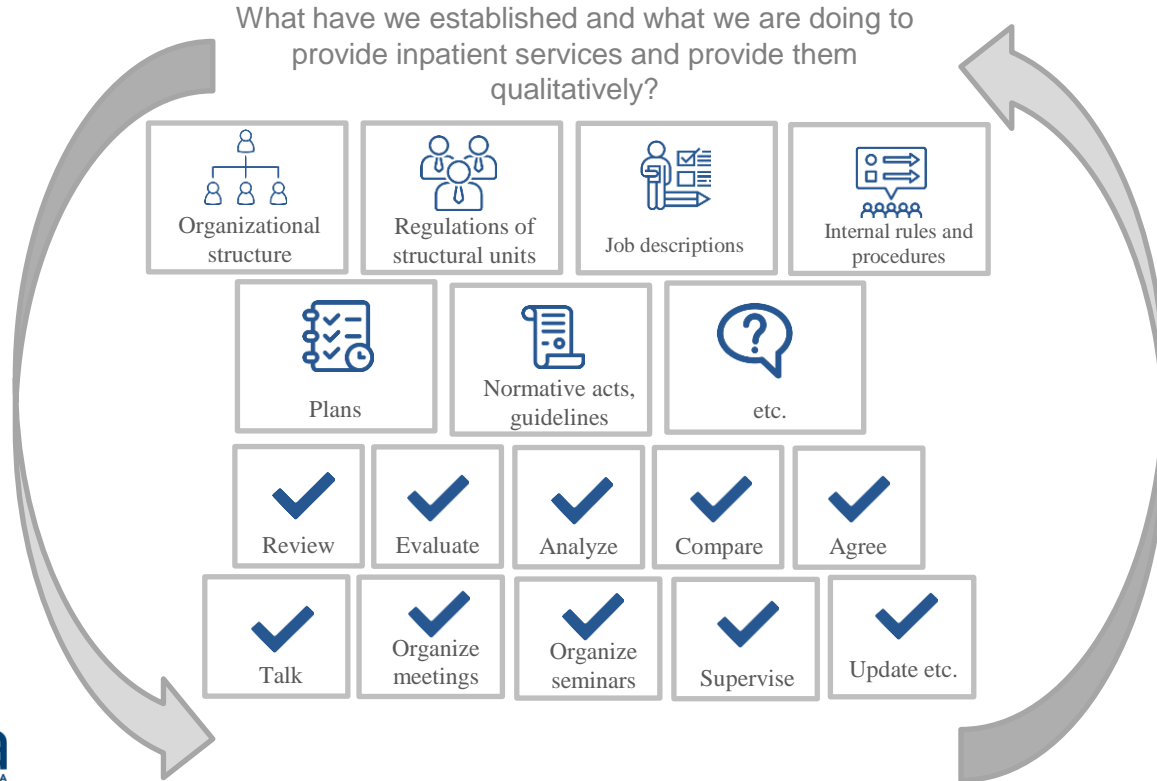 What have we established and what we are doing to
provide inpatient services and provide them
qualitatively?
Organizational
structure
Regulations of
structural units
Job descriptions
Internal rules and
procedures
Plans
Normative acts,
guidelines
etc.
Review
Evaluate
Analyze
Compare
Agree
Talk
Organize
meetings
Organize
seminars
Supervise
Update etc.